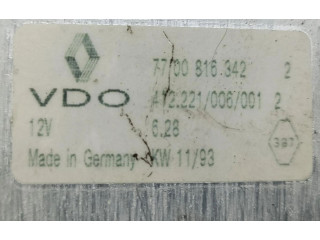 7700 816 342 2
VDO 412.221/006/001 2
12V 6.28
Made in Germany KW 11/93